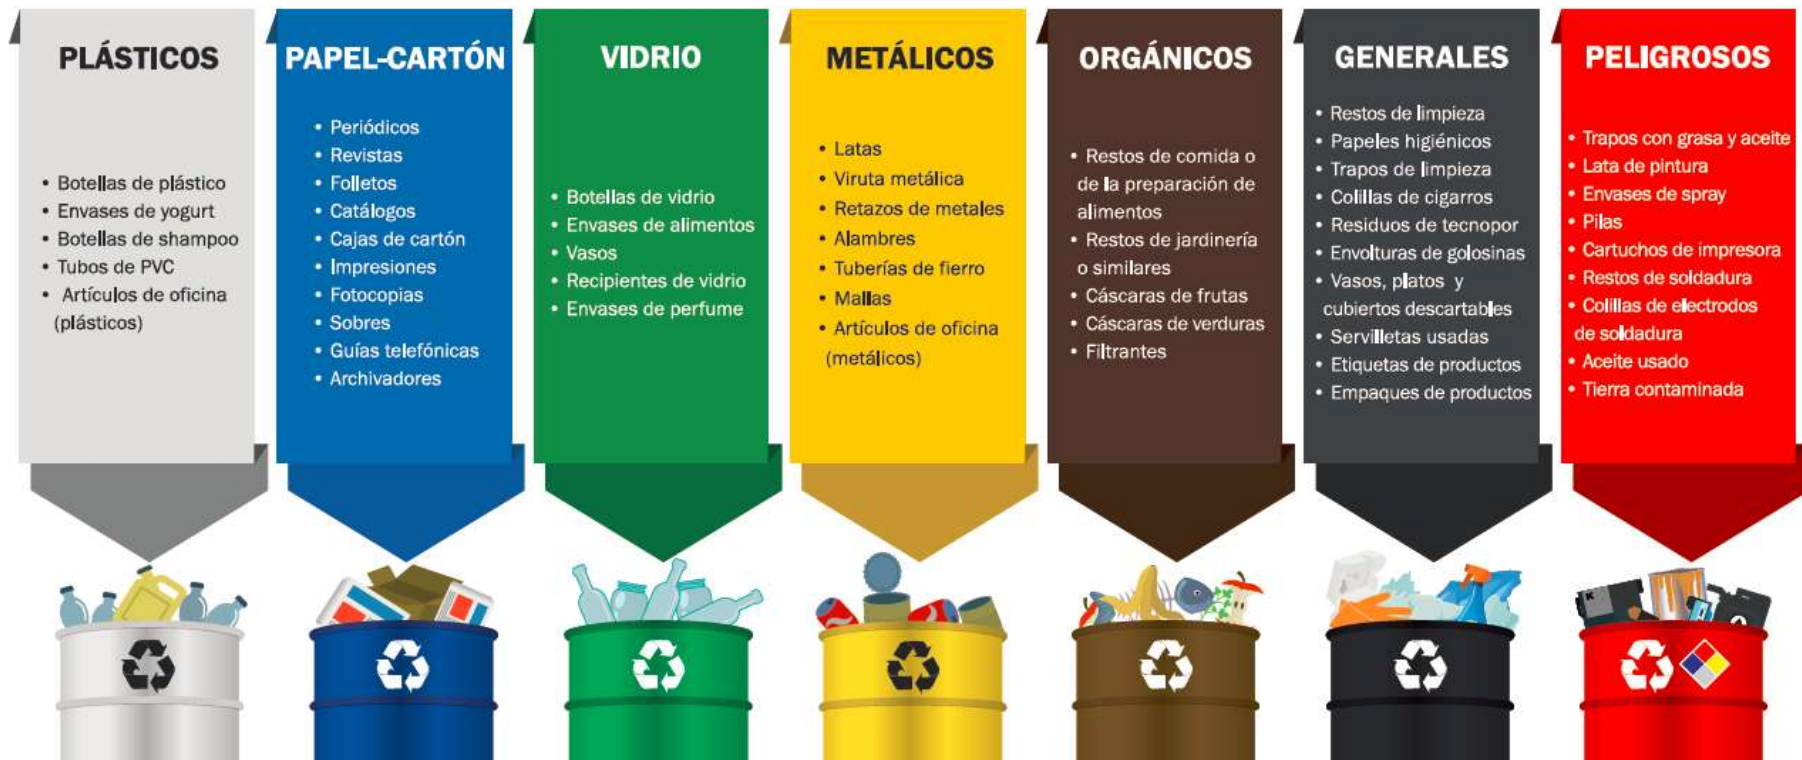 PLÁSTICOS
• Botellas de plástico
• Envases de yogurt
• Botellas de shampoo
• Tubos de PVC
• Artículos de oficina
(plásticos)
PAPEL-CARTÓN
• Periódicos
• Revistas
• Folletos
• Catálogos
• Cajas de cartón
• Impresiones
• Fotocopias
• Sobres
• Guías telefónicas
• Archivadores
VIDRIO
• Botellas de vidrio
• Envases de alimentos
• Vasos
• Recipientes de vidrio
• Envases de perfume
METÁLICOS
• Latas
• Viruta metálica
• Retazos de metales
• Alambres
• Tuberías de fierro
• Mallas
• Artículos de oficina
(metálicos)
ORGÁNICOS
• Restos de comida o
de la preparación de
alimentos
• Restos de jardinería
o similares
• Cáscaras de frutas
• Cáscaras de verduras
• Filtrantes
GENERALES
• Restos de limpieza
• Papeles higiénicos
• Trapos de limpieza
• Colillas de cigarros
• Residuos de tecnopor
• Envolturas de golosinas
• Vasos, platos y
cubiertos descartables
• Servilletas usadas
• Etiquetas de productos
• Empaques de productos
PELIGROSOS
• Trapos con grasa y aceite
• Lata de pintura
• Envases de spray
• Pilas
• Cartuchos de impresora
• Restos de soldadura
• Colillas de electrodos
de soldadura
• Aceite usado
• Tierra contaminada
K
H